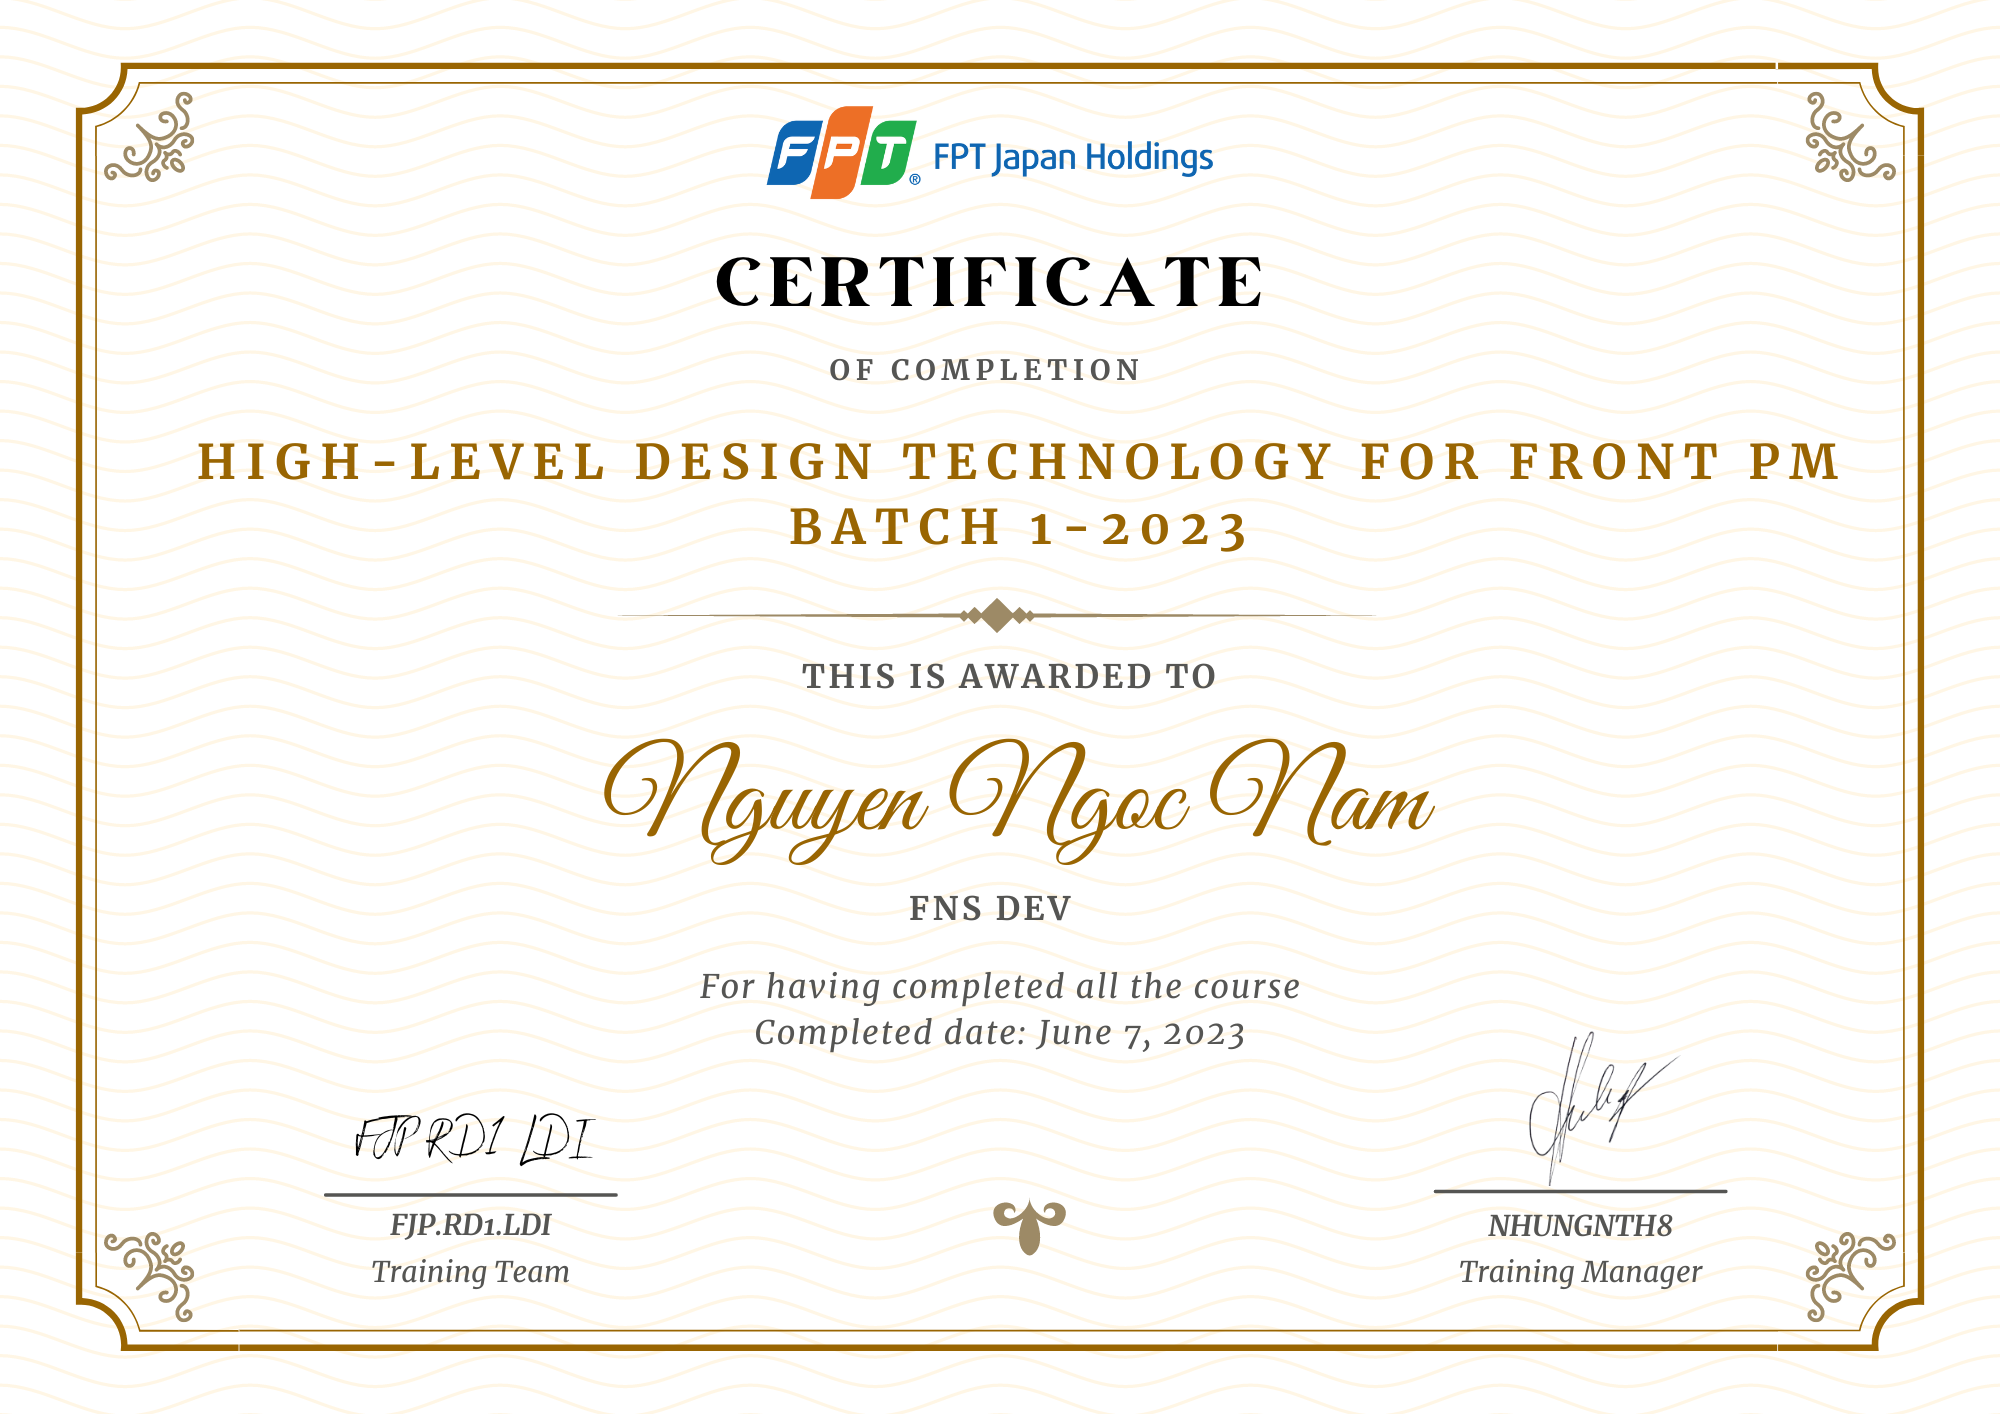 FPT® FPT Japan Holdings
CERTIFICATE
OF COMPLETION
HIGH-LEVEL DESIGN TECHNOLOGY FOR FRONT PM
BATCH 1-2023
THIS IS AWARDED TO
Nguyen Ngoc Nam
FNS DEV
For having completed all the course
Completed date: June 7, 2023
FJP RD1 LDI
FJP.RD1.LDI
Training Team
NHUNGNTH8
Training Manager